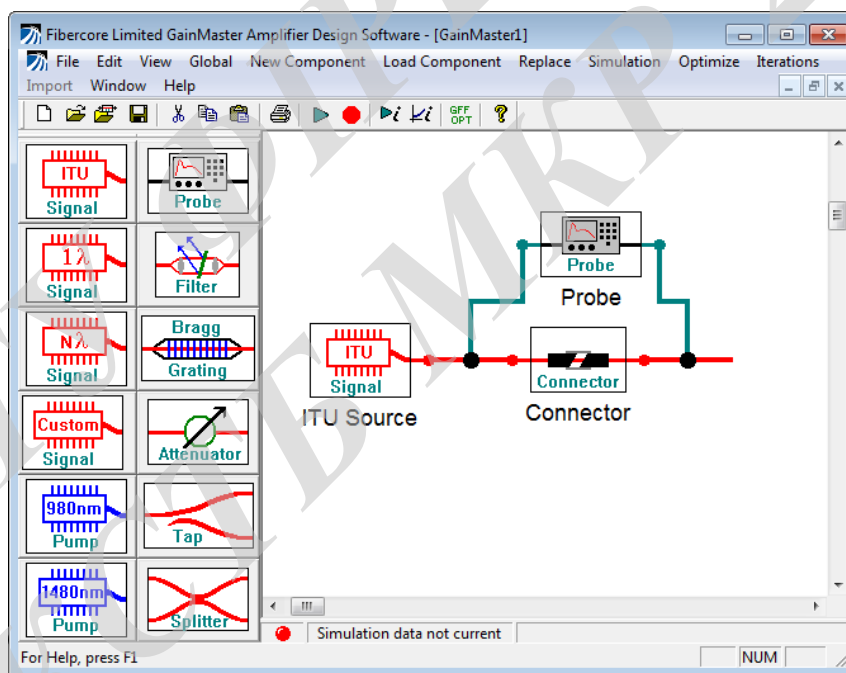 Fibercore Limited GainMaster Amplifier Design Software - [GainMaster1]
File Edit View Global New Component Load Component Replace Simulation Optimize Iterations
Import Window Help
GFF
OPT
ITU
Signal
Probe
1λ
Signal
Filter
Nλ
Signal
Bragg
Grating
Custom
Signal
Attenuator
980nm
Pump
Tap
1480nm
Pump
Splitter
Probe
Probe
ITU
Signal
ITU Source
Connector
Connector
Simulation data not current
For Help, press F1
NUM